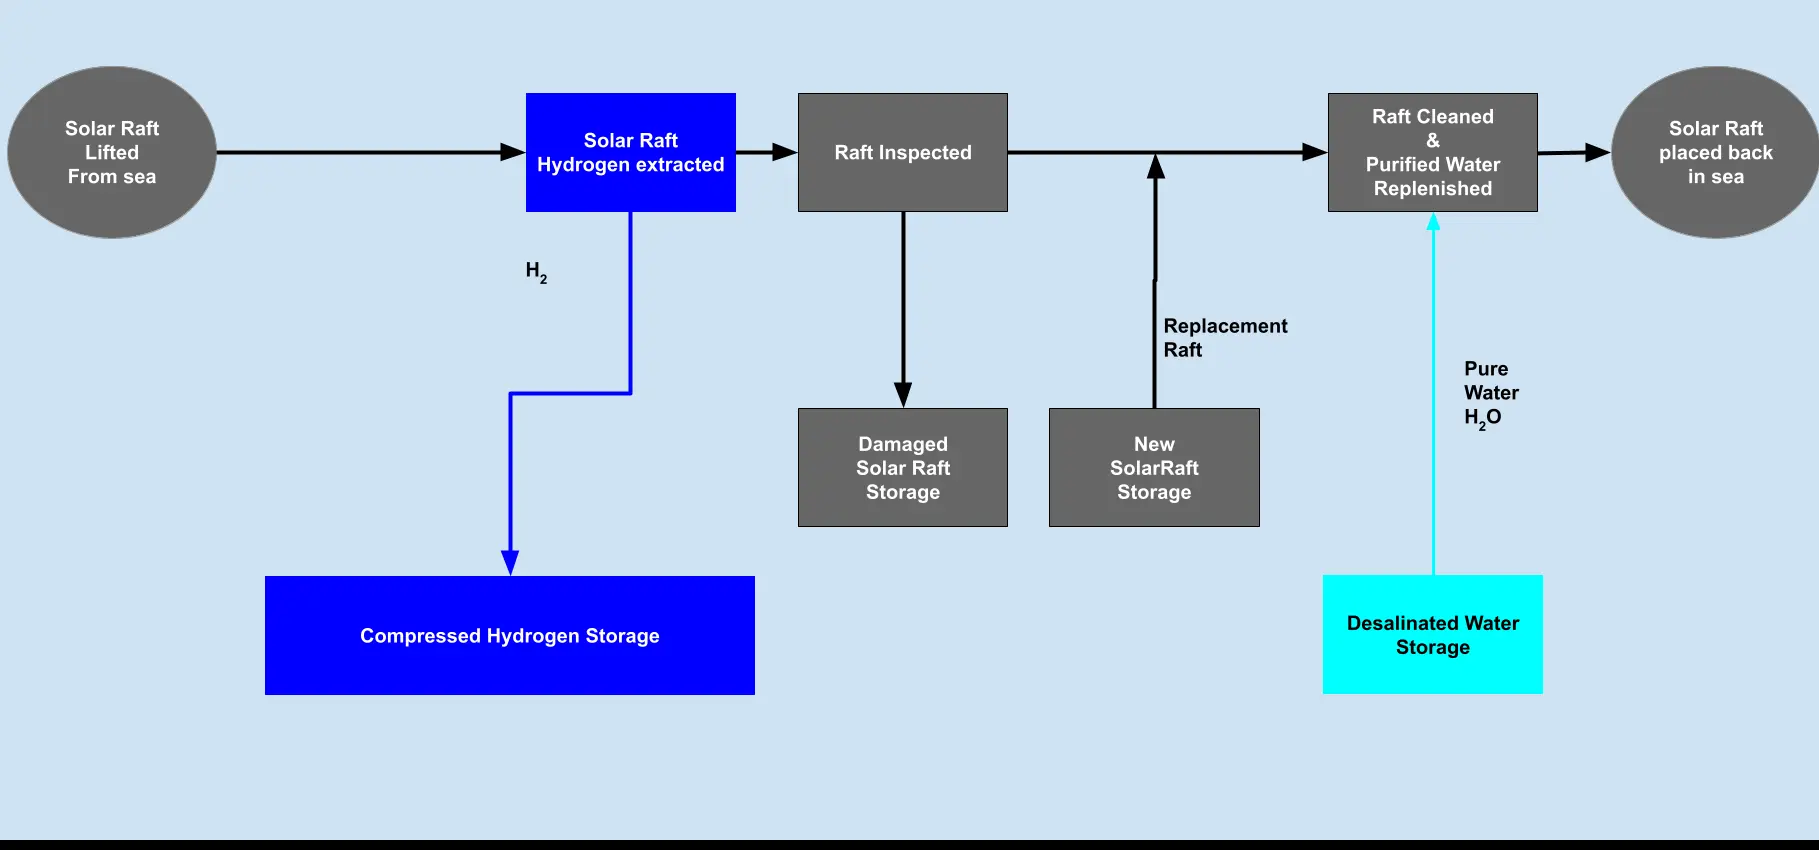 Solar Raft
Lifted
From sea
Solar Raft
Hydrogen extracted
Raft Inspected
Raft Cleaned
&
Purified Water
Replenished
Solar Raft
placed back
in sea
H₂
Replacement
Raft
Pure
Water
H₂O
Damaged
Solar Raft
Storage
New
SolarRaft
Storage
Compressed Hydrogen Storage
Desalinated Water
Storage